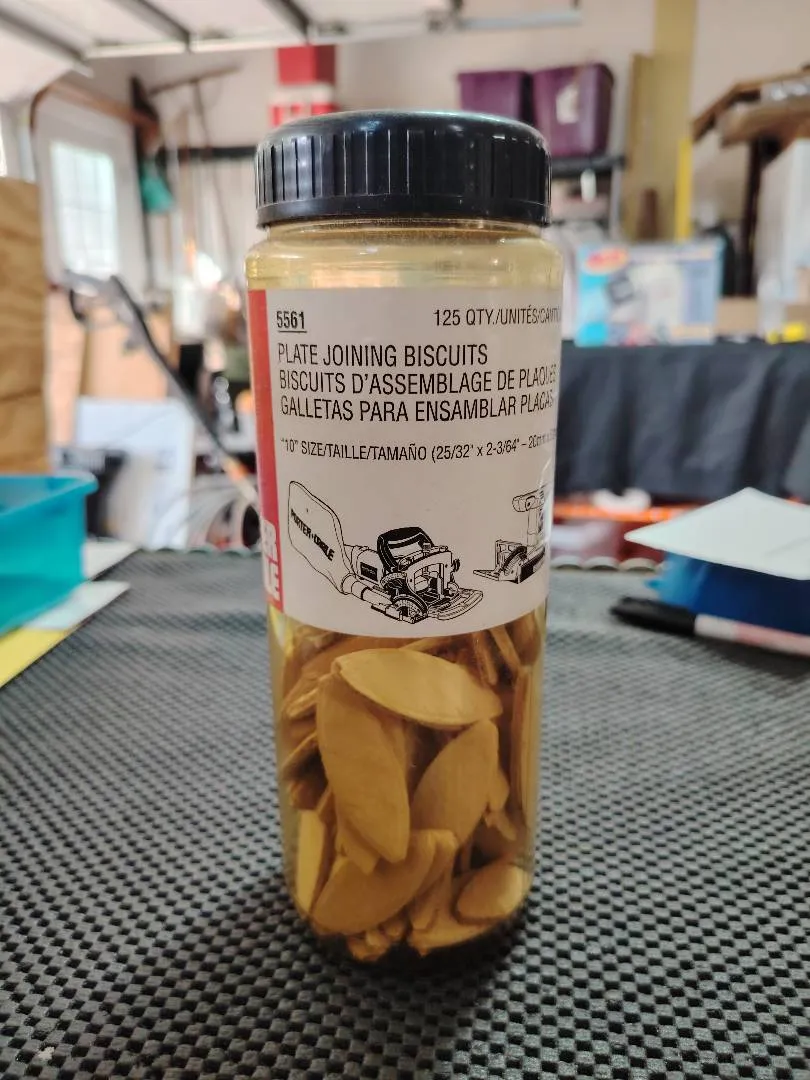 5561
125 QTY./UNITÉS/
PLATE JOINING BISCUITS
BISCUITS D'ASSEMBLAGE DE PLAQUES
GALLETAS PARA ENSAMBLAR PLACAS
"10" SIZE/TAILLE/TAMAÑO (25/32" x 2-3/64" – 20mm
PORTER+CABLE